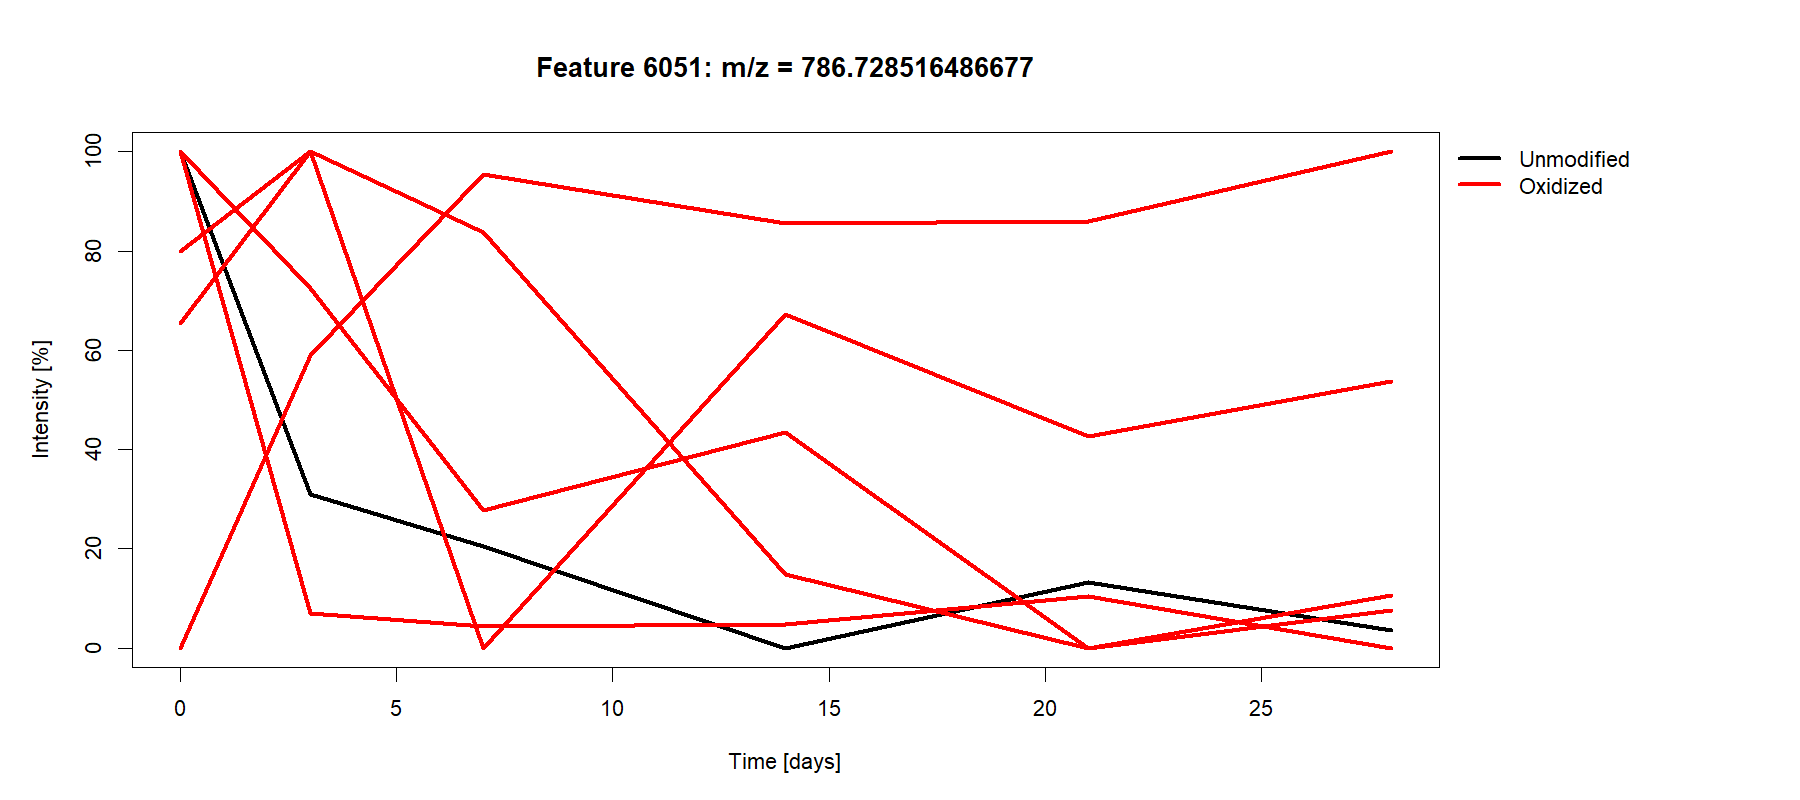 Feature 6051: m/z = 786.728516486677
Unmodified
Oxidized
Intensity [%]
100
80
60
40
20
0
0 5 10 15 20 25
Time [days]